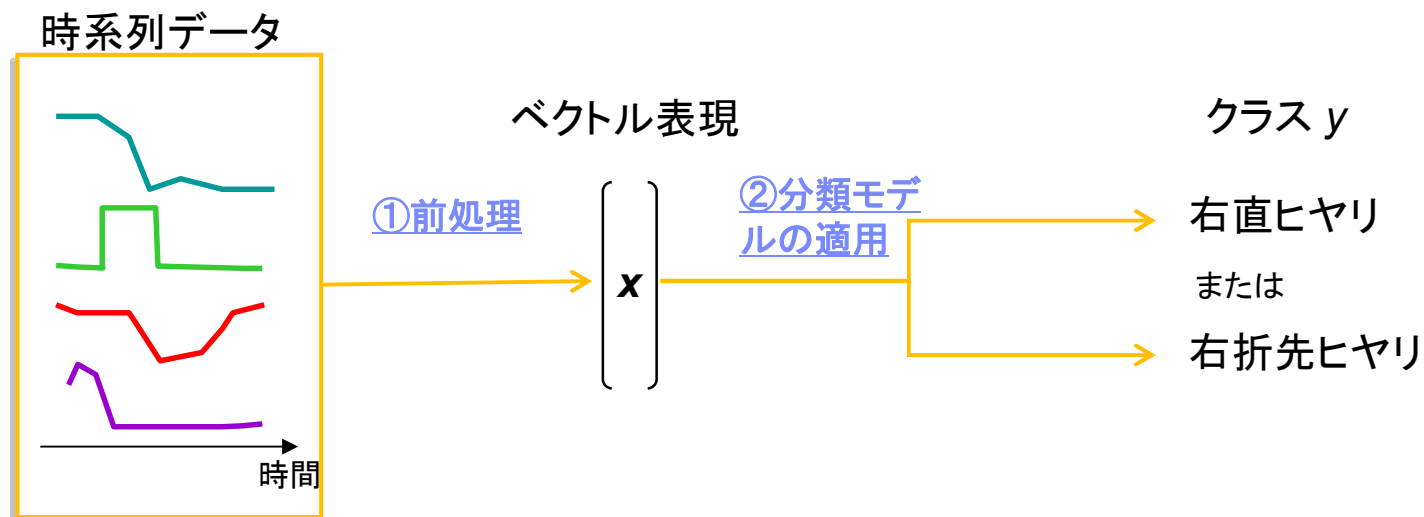 時系列データ
ベクトル表現
クラス y
①前処理
②分類モデ
ルの適用
x
右直ヒヤリ
または
右折先ヒヤリ
時間